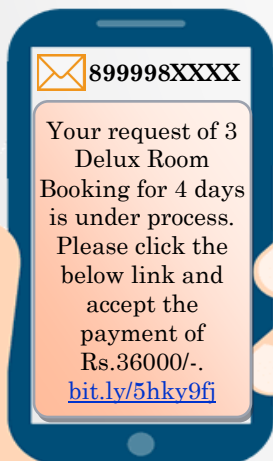 899998XXXX
Your request of 3
Delux Room
Booking for 4 days
is under process.
Please click the
below link and
accept the
payment of
Rs.36000/-.
bit.ly/5hky9fj